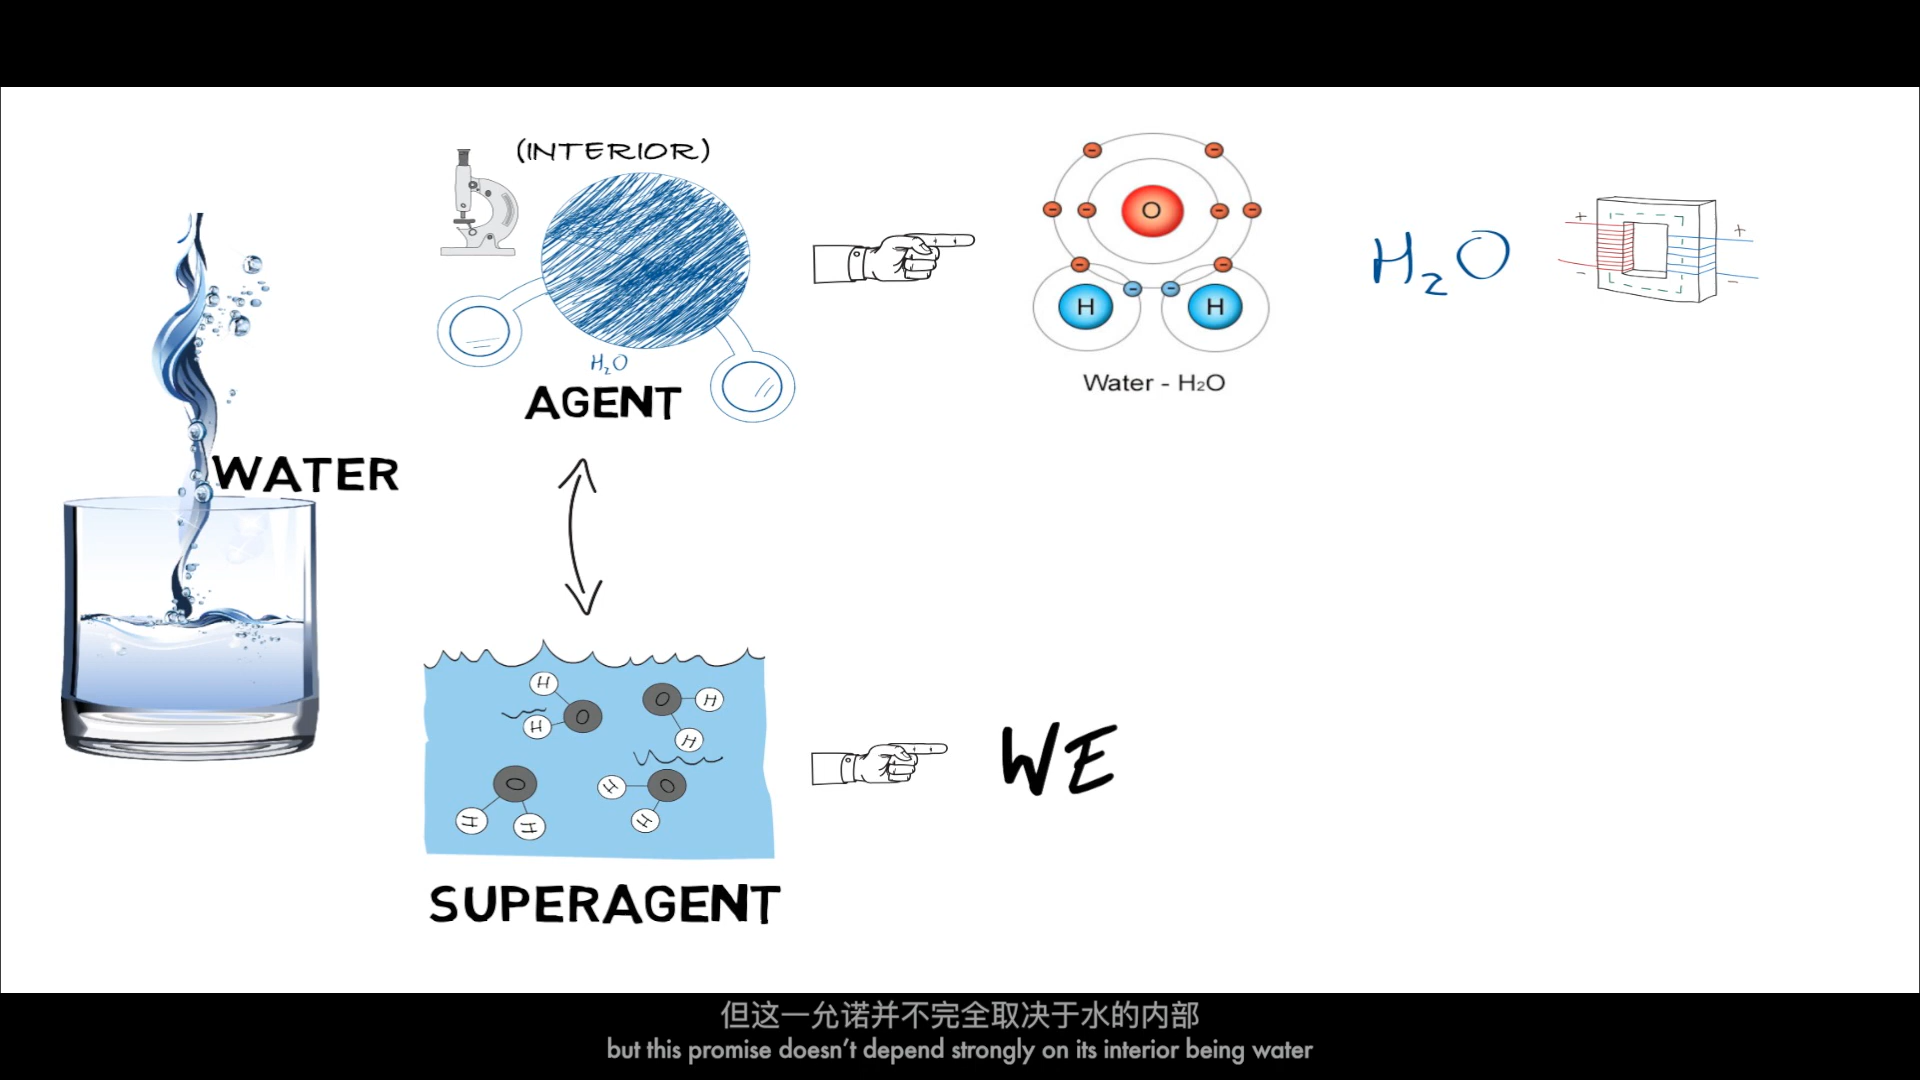 (INTERIOR)
H₂O
AGENT
WATER
- - - - - - - -
O
- -
H H
Water - H₂O
H₂O
+ +
- -
H O H
H O H
O H O
H H H
WE
SUPERAGENT
但这一允诺并不完全取决于水的内部
but this promise doesn't depend strongly on its interior being water